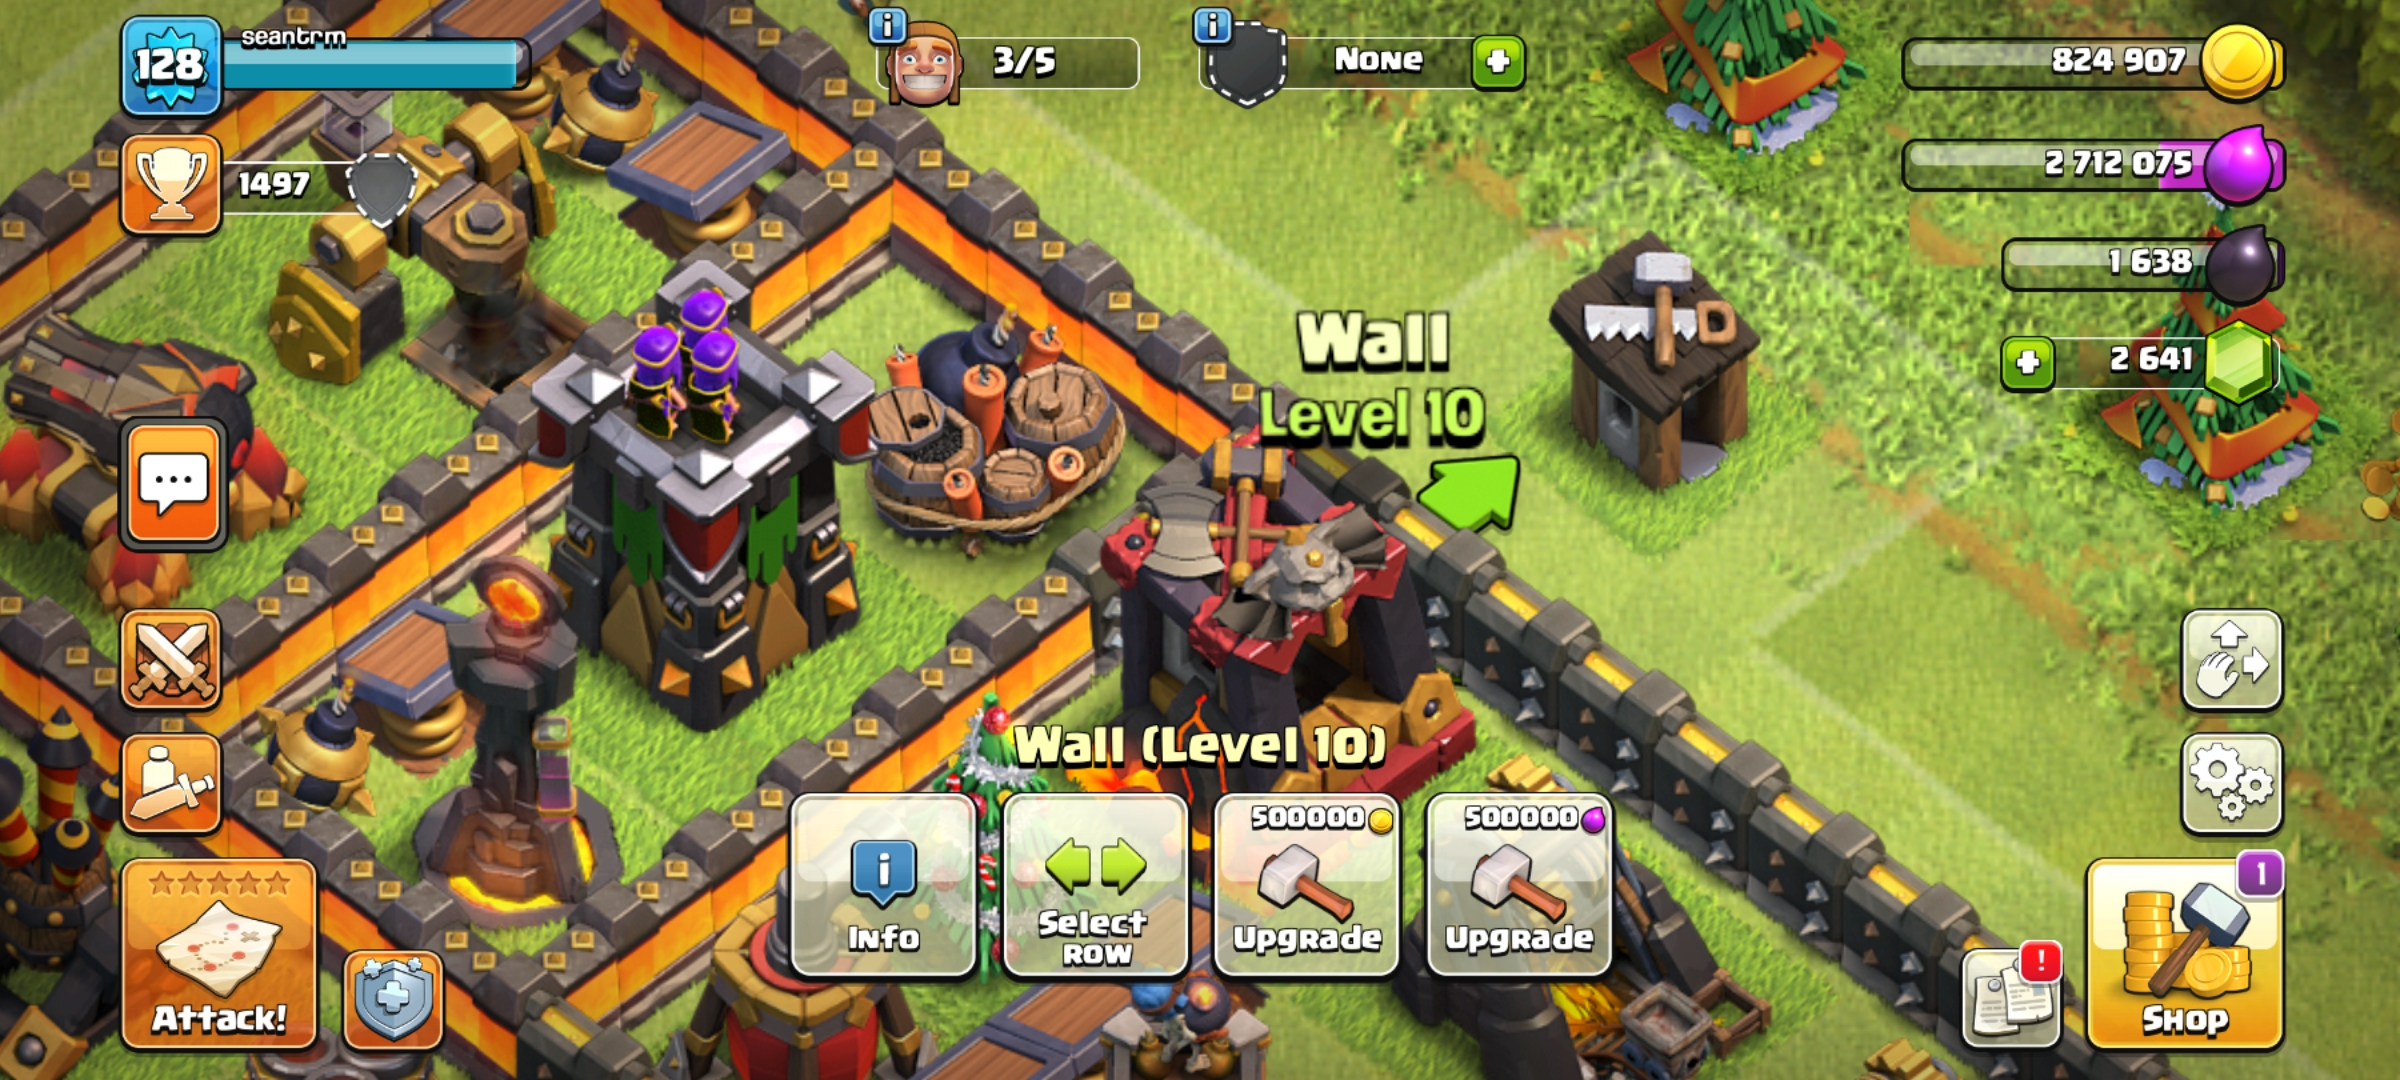 128
seantrm
3/5
None
824 907
1497
2 712 075
1 638
2 641
Wall
Level 10
Wall (Level 10)
Info
Select
Row
500000
Upgrade
500000
Upgrade
Attack!
!
1
Shop